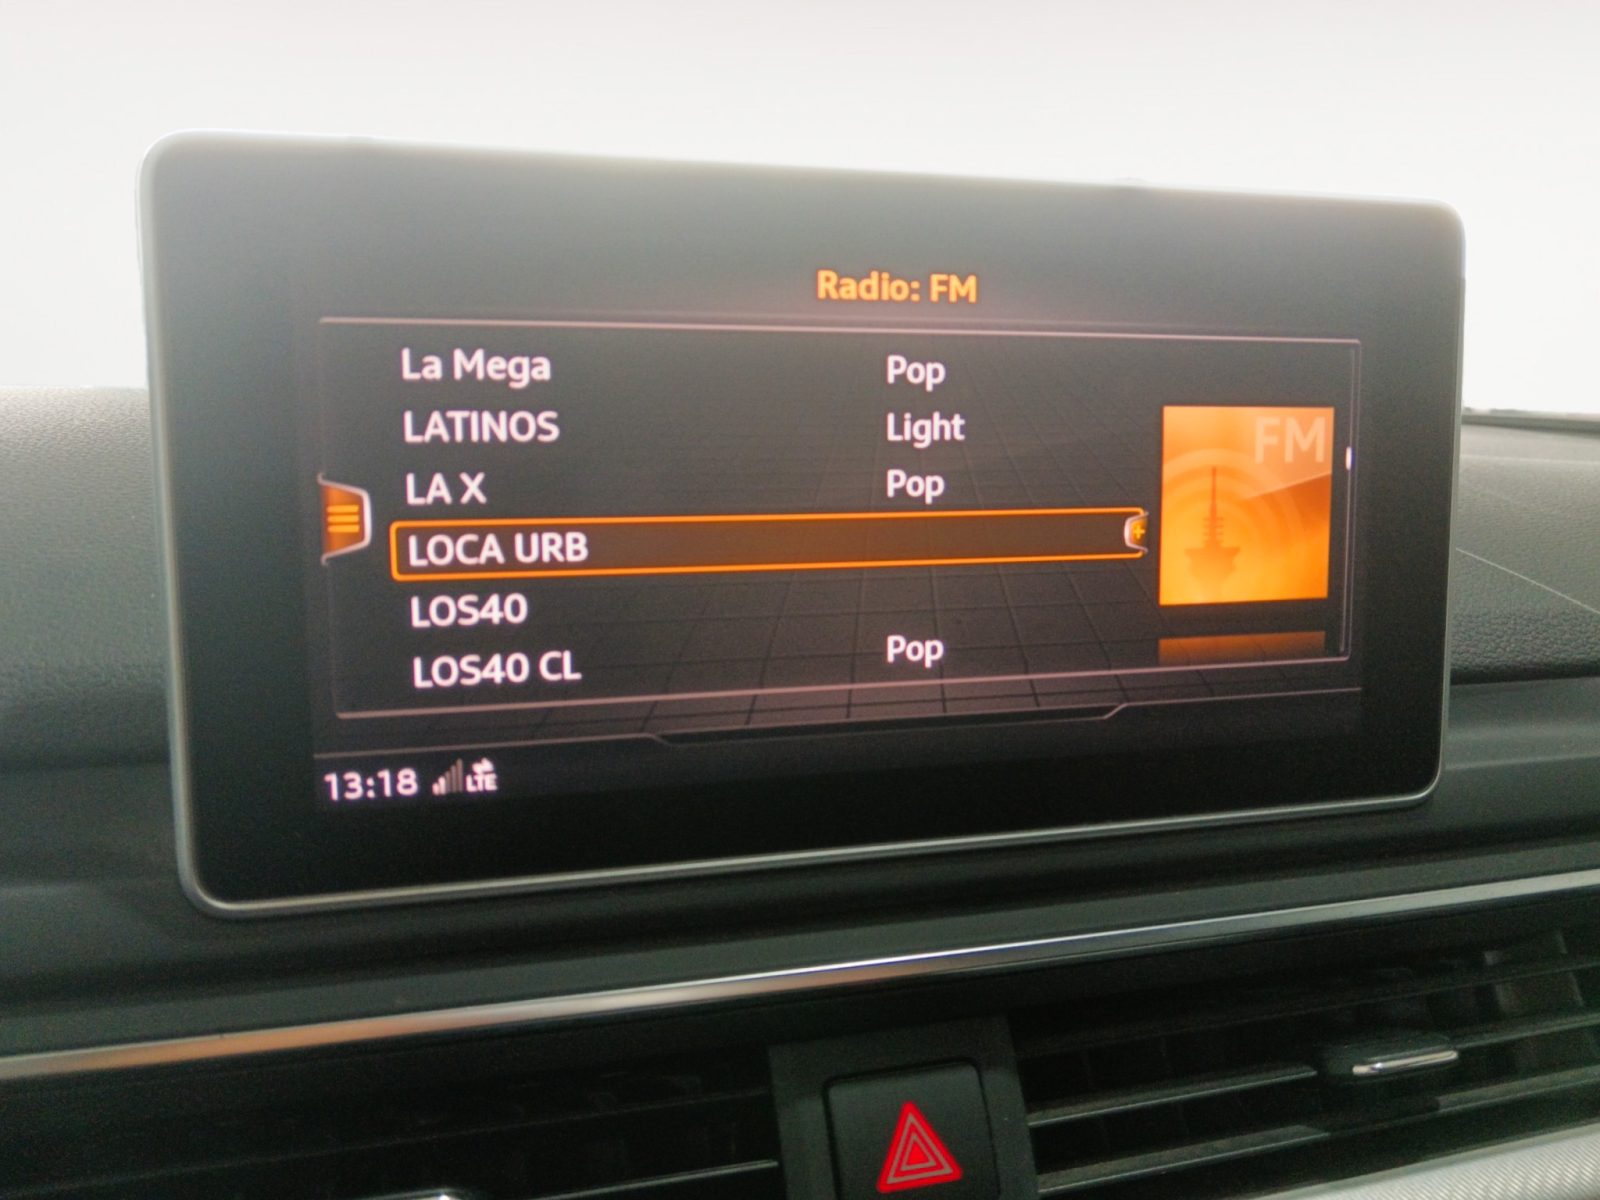 Radio: FM
La Mega Pop
LATINOS Light
LA X Pop
LOCA URB
LOS40
LOS40 CL Pop
FM
13:18 LTE